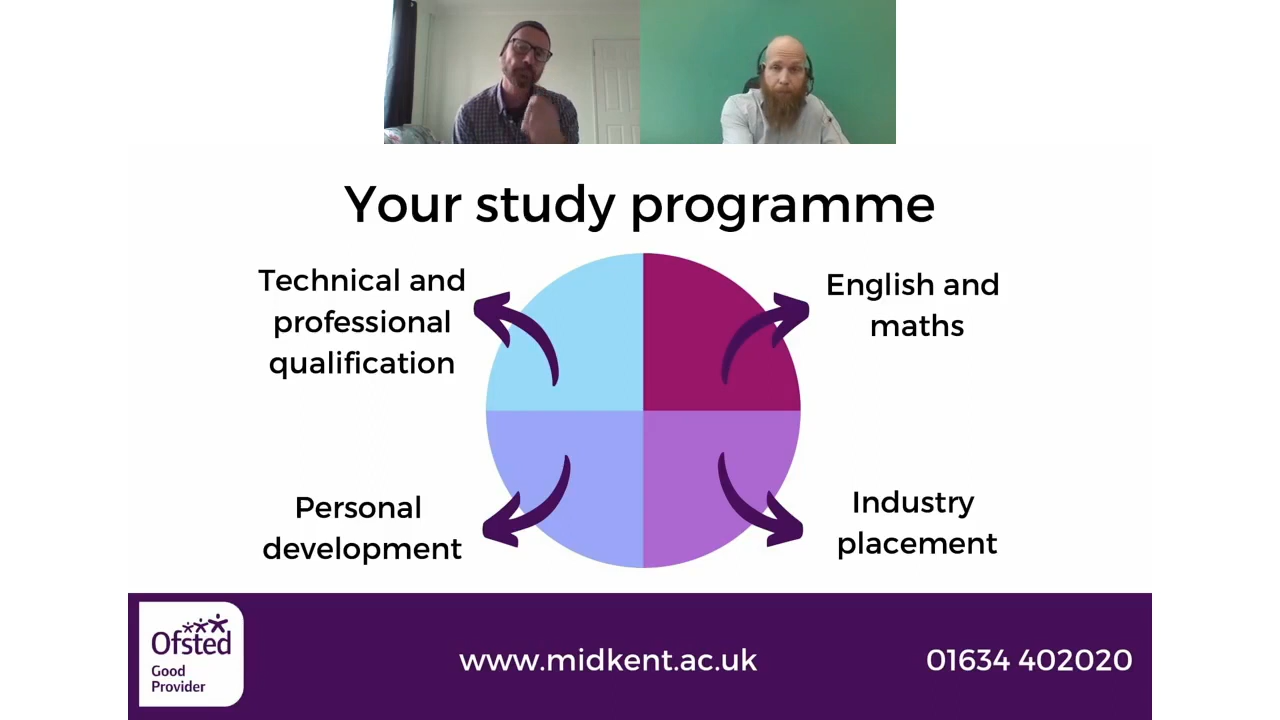 Your study programme
Technical and
professional
qualification
English and
maths
Personal
development
Industry
placement
Ofsted
Good
Provider
www.midkent.ac.uk
01634 402020